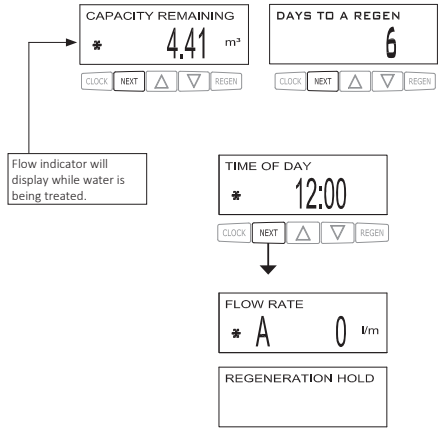 CAPACITY REMAINING
* 4.41 m³
CLOCK NEXT REGEN
DAYS TO A REGEN
6
CLOCK NEXT REGEN
Flow indicator will
display while water is
being treated.
TIME OF DAY
* 12:00
CLOCK NEXT REGEN
FLOW RATE
* A 0 l/m
REGENERATION HOLD